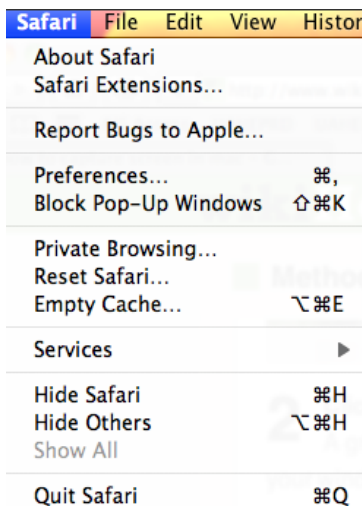 Safari File Edit View Histor
About Safari
Safari Extensions...
Report Bugs to Apple...
Preferences... ⌘,
Block Pop-Up Windows ⇧⌘K
Private Browsing...
Reset Safari...
Empty Cache... ⌥⌘E
Services ▶
Hide Safari ⌘H
Hide Others ⌥⌘H
Show All
Quit Safari ⌘Q